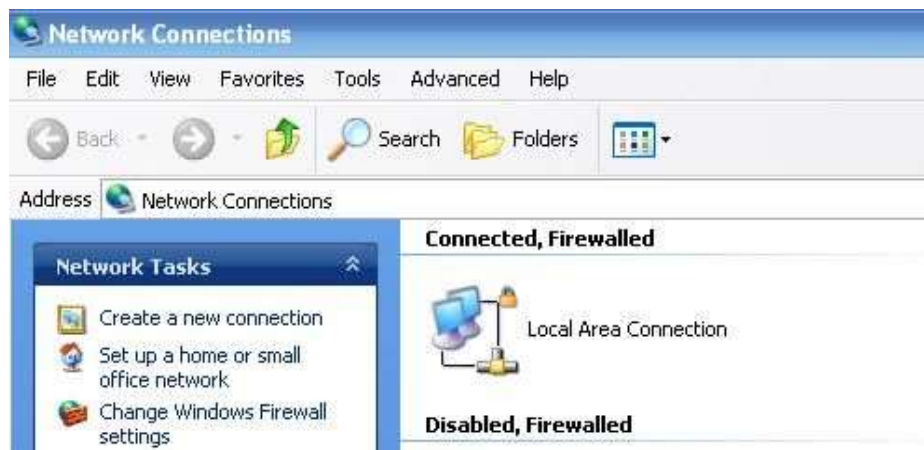 Network Connections
File Edit View Favorites Tools Advanced Help
Back Search Folders
Address Network Connections
Network Tasks
Create a new connection
Set up a home or small
office network
Change Windows Firewall
settings
Connected, Firewalled
Local Area Connection
Disabled, Firewalled